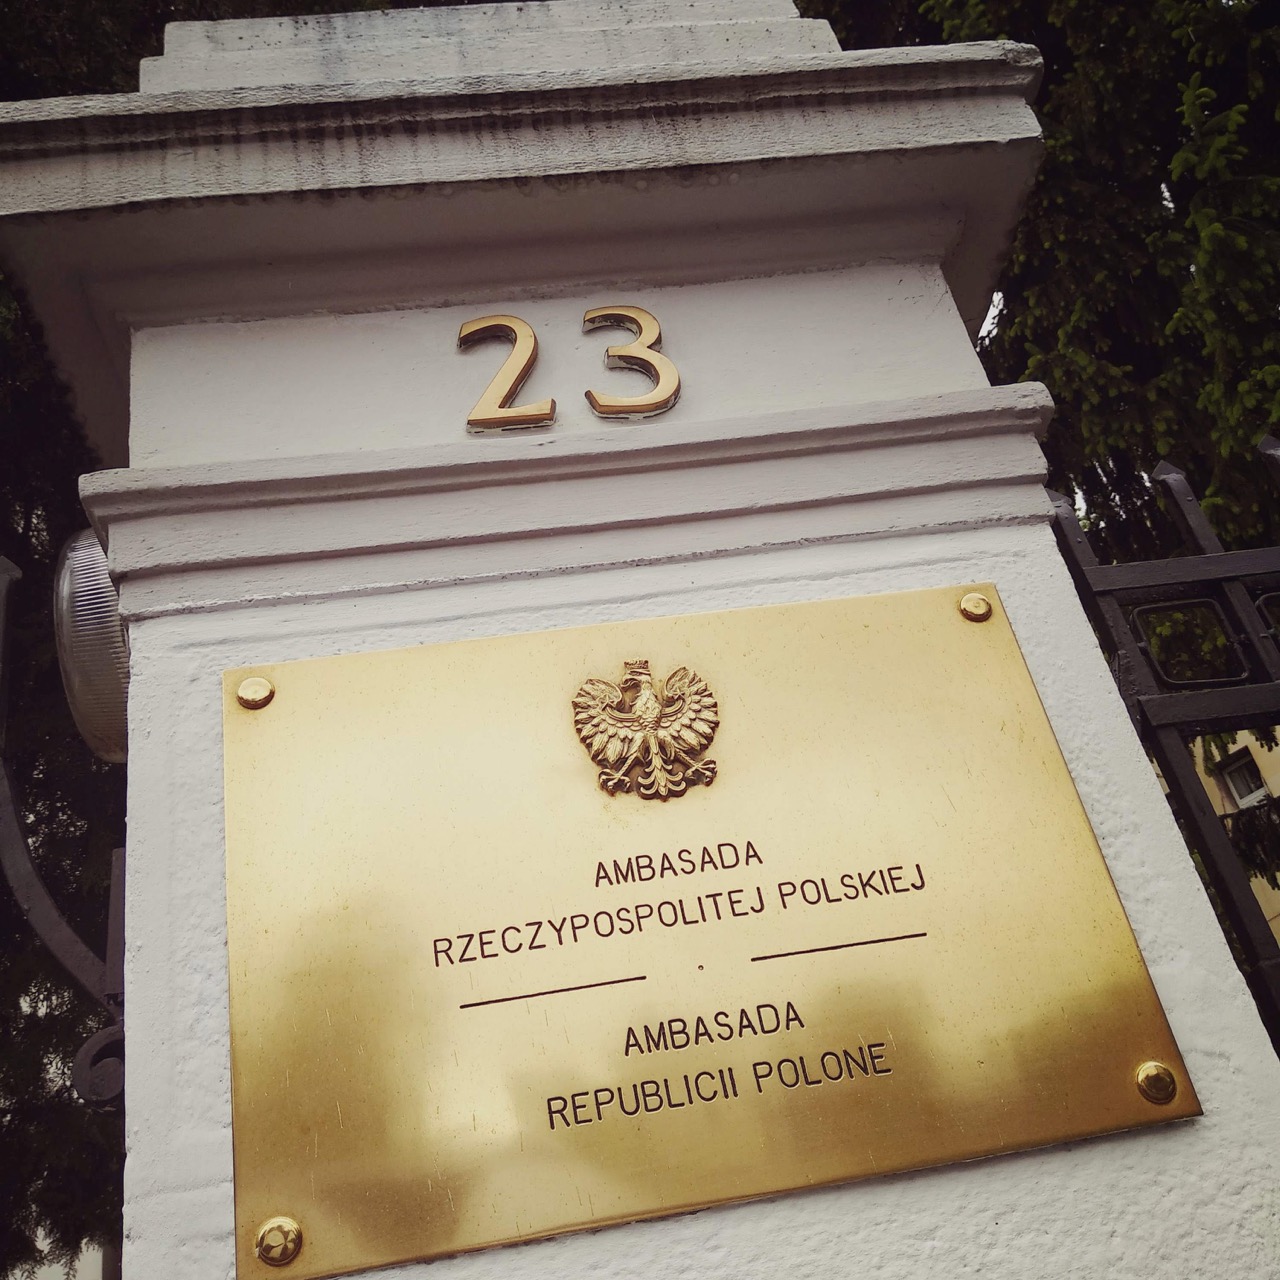 23
AMBASADA
RZECZYPOSPOLITEJ POLSKIEJ
AMBASADA
REPUBLICII POLONE